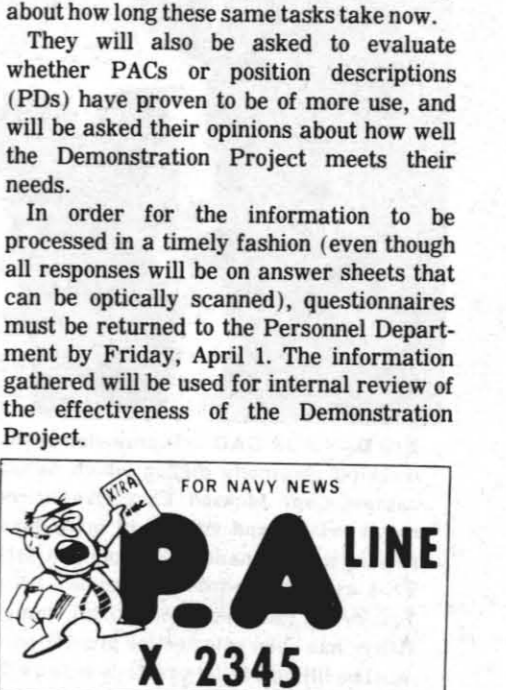 about how long these same tasks take now.
They will also be asked to evaluate
whether PACs or position descriptions
(PDs) have proven to be of more use, and
will be asked their opinions about how well
the Demonstration Project meets their
needs.
In order for the information to be
processed in a timely fashion (even though
all responses will be on answer sheets that
can be optically scanned), questionnaires
must be returned to the Personnel Depart-
ment by Friday, April 1. The information
gathered will be used for internal review of
the effectiveness of the Demonstration
Project.
XTRA
FOR NAVY NEWS
P.A LINE
X 2345